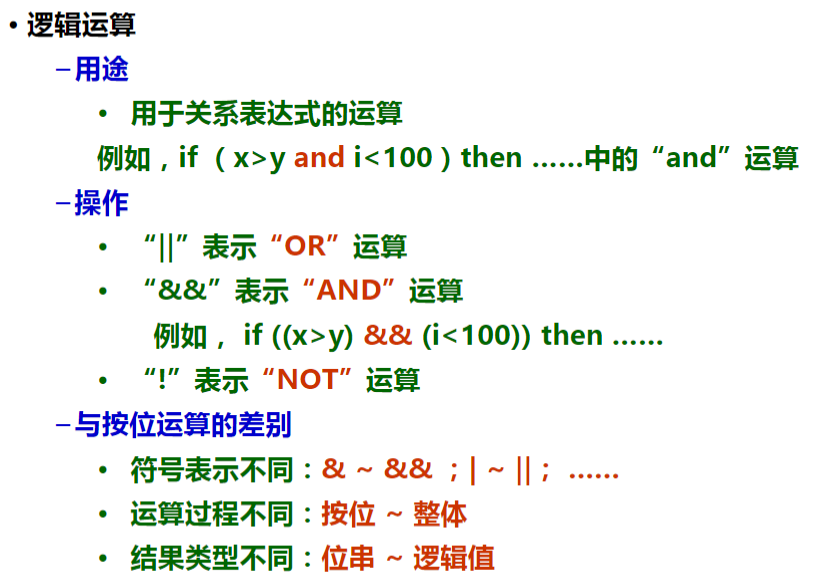 • 逻辑运算
–用途
• 用于关系表达式的运算
例如，if （x>y and i<100）then ……中的“and”运算
–操作
• “||”表示“OR”运算
• “&&”表示“AND”运算
例如， if ((x>y) && (i<100)) then ……
• “!”表示“NOT”运算
–与按位运算的差别
• 符号表示不同：& ~ && ；| ~ ||； ……
• 运算过程不同：按位 ~ 整体
• 结果类型不同：位串 ~ 逻辑值